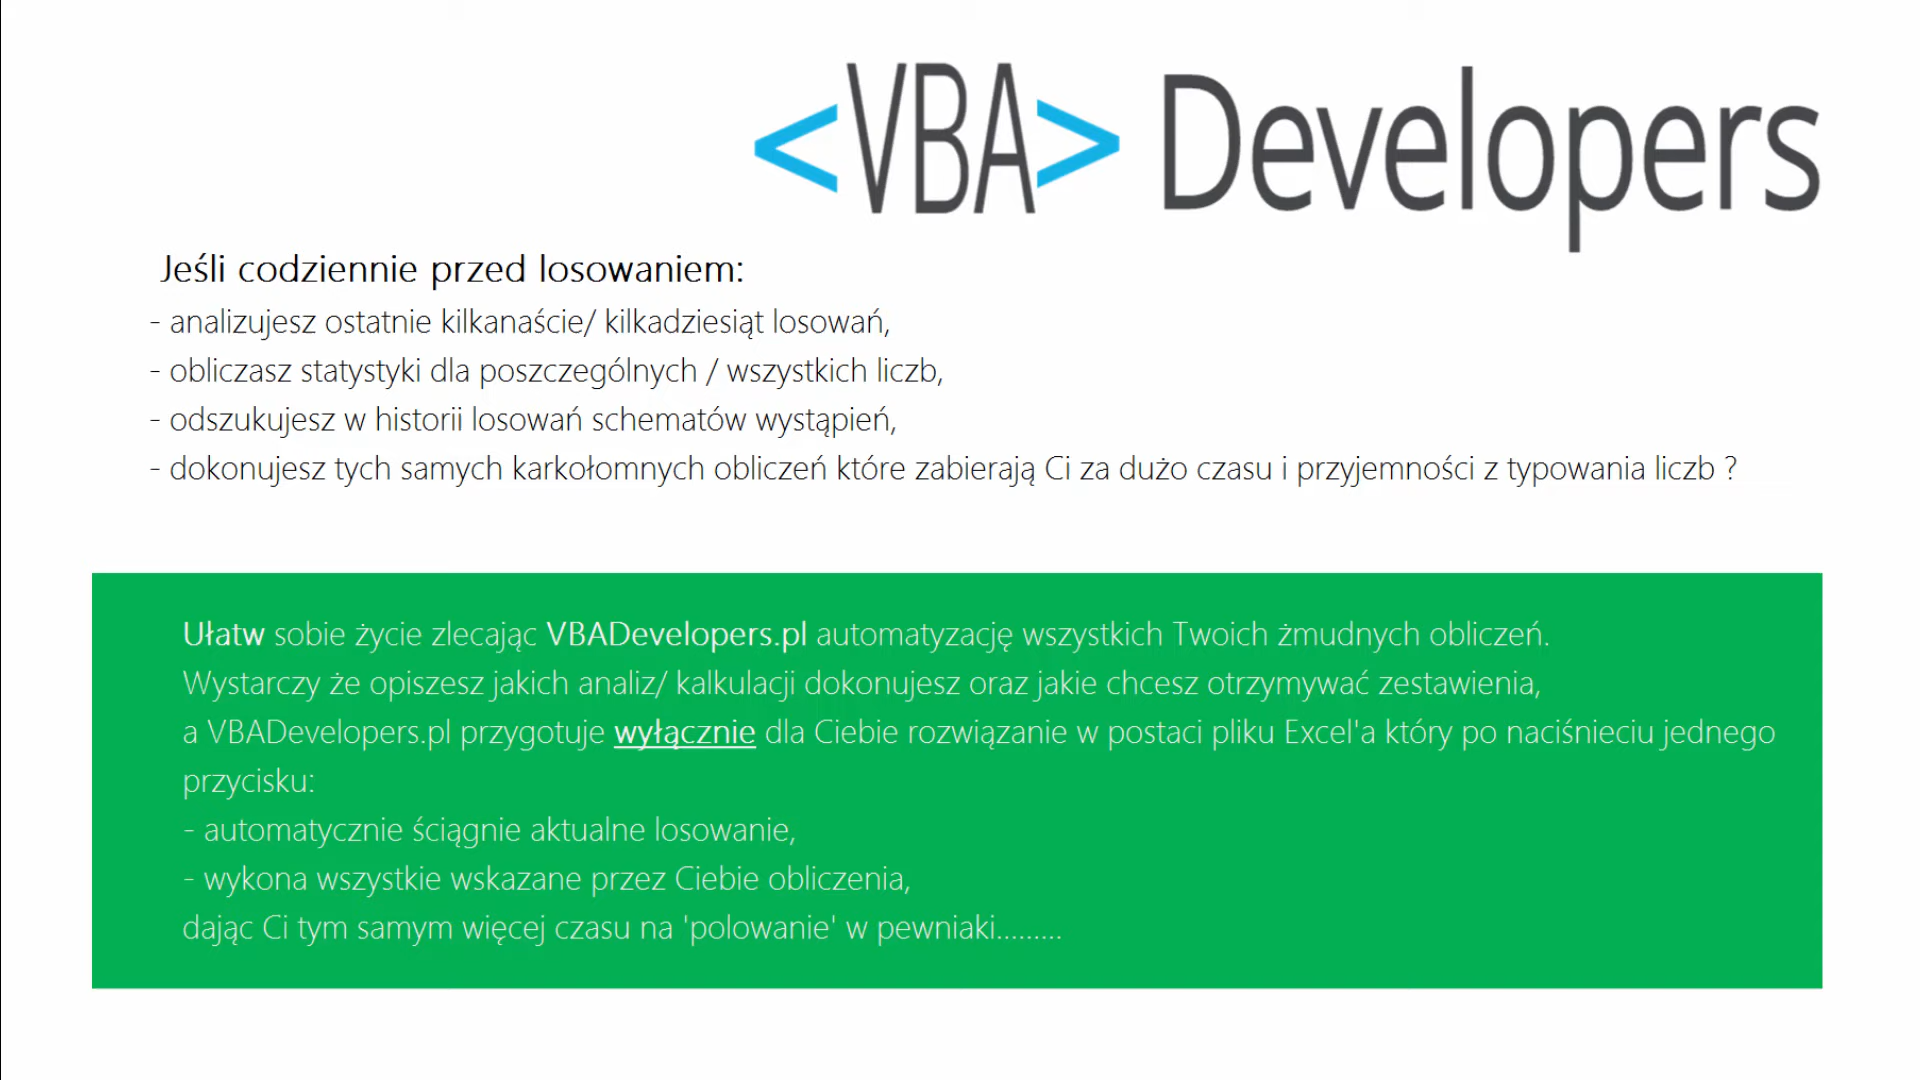 <VBA> Developers
Jeśli codziennie przed losowaniem:
- analizujesz ostatnie kilkanaście/ kilkadziesiąt losowań,
- obliczasz statystyki dla poszczególnych / wszystkich liczb,
- odszukujesz w historii losowań schematów wystąpień,
- dokonujesz tych samych karkołomnych obliczeń które zabierają Ci za dużo czasu i przyjemności z typowania liczb ?
Ułatw sobie życie zlecając VBADevelopers.pl automatyzację wszystkich Twoich żmudnych obliczeń.
Wystarczy że opiszesz jakich analiz/ kalkulacji dokonujesz oraz jakie chcesz otrzymywać zestawienia,
a VBADevelopers.pl przygotuje wyłącznie dla Ciebie rozwiązanie w postaci pliku Excel'a który po naciśnieciu jednego
przycisku:
- automatycznie ściągnie aktualne losowanie,
- wykona wszystkie wskazane przez Ciebie obliczenia,
dając Ci tym samym więcej czasu na 'polowanie' w pewniaki.........